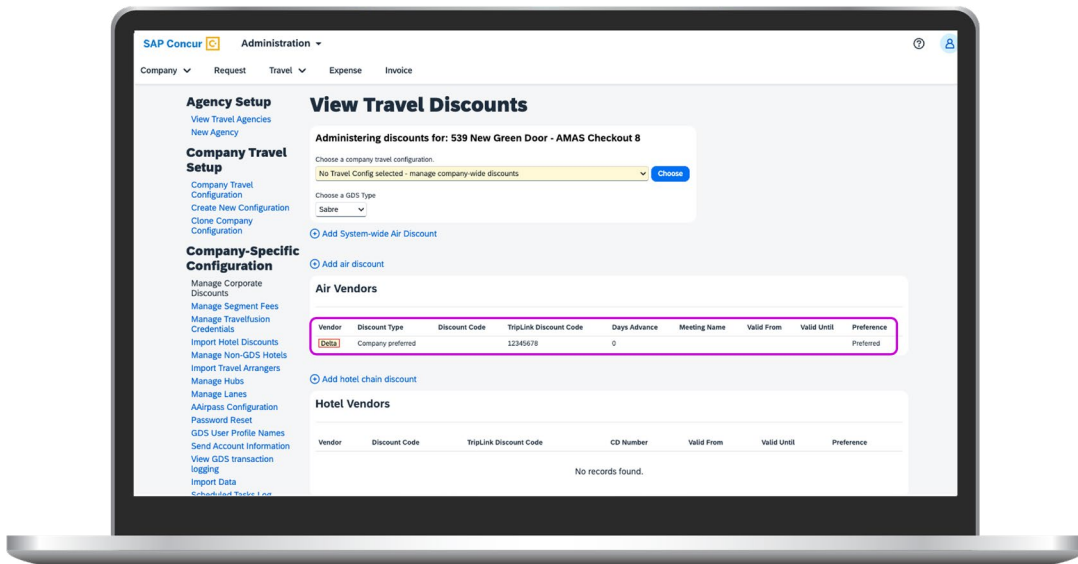 SAP Concur C Administration
Company Request Travel Expense Invoice
Agency Setup
View Travel Agencies
New Agency
Company Travel
Setup
Company Travel
Configuration
Create New Configuration
Clone Company
Configuration
Company-Specific
Configuration
Manage Corporate
Discounts
Manage Segment Fees
Manage Travelfusion
Credentials
Import Hotel Discounts
Manage Non-GDS Hotels
Import Travel Arrangers
Manage Hubs
Manage Lanes
AAirpass Configuration
Password Reset
GDS User Profile Names
Send Account Information
View GDS transaction
logging
Import Data
Scheduled Tasks Log
View Travel Discounts
Administering discounts for: 539 New Green Door - AMAS Checkout 8
Choose a company travel configuration.
No Travel Config selected - manage company-wide discounts Choose
Choose a GDS Type
Sabre
Add System-wide Air Discount
Add air discount
Air Vendors
Vendor Discount Type Discount Code TripLink Discount Code Days Advance Meeting Name Valid From Valid Until Preference
Delta Company preferred 12345678 0 Preferred
Add hotel chain discount
Hotel Vendors
Vendor Discount Code TripLink Discount Code CD Number Valid From Valid Until Preference
No records found.